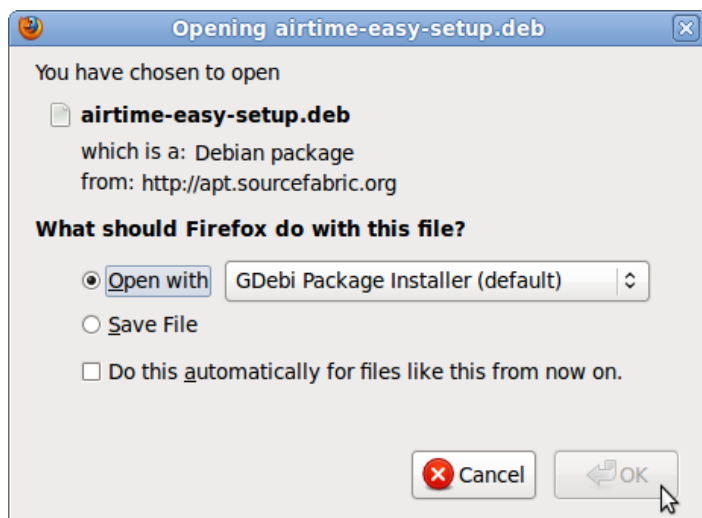 Opening airtime-easy-setup.deb
You have chosen to open
airtime-easy-setup.deb
which is a: Debian package
from: http://apt.sourcefabric.org
What should Firefox do with this file?
Open with GDebi Package Installer (default)
Save File
Do this automatically for files like this from now on.
Cancel OK